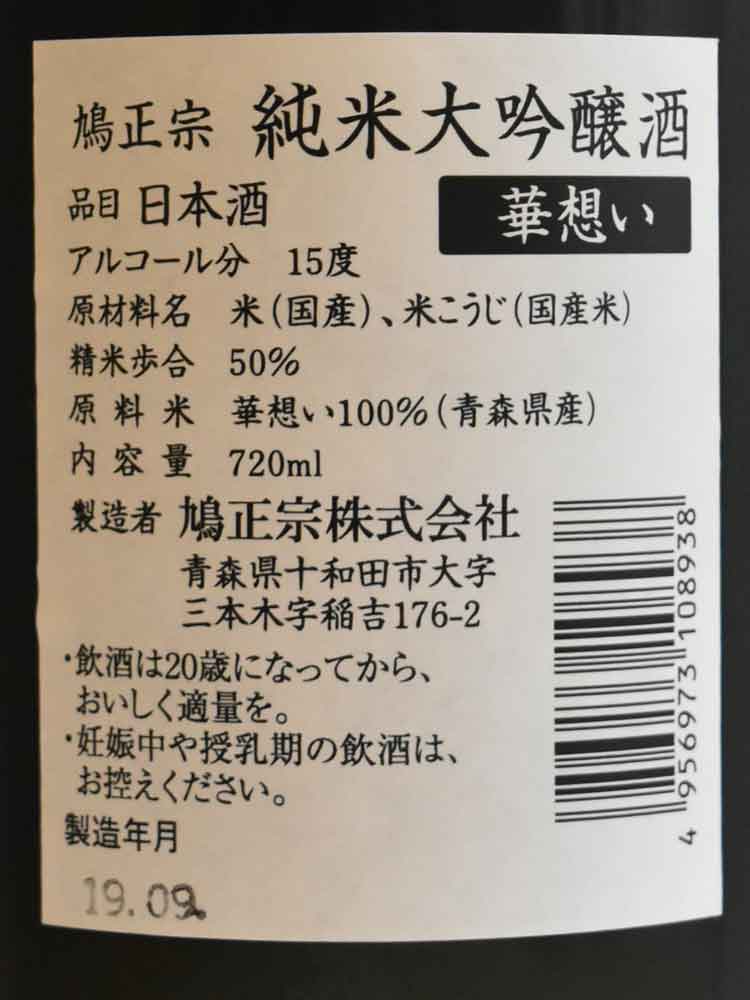 鳩正宗 純米大吟醸酒
品目 日本酒
華想い
アルコール分 15度
原材料名 米(国産)、米こうじ(国産米)
精米歩合 50%
原料米 華想い100%(青森県産)
内容量 720ml
製造者 鳩正宗株式会社
青森県十和田市大字
三本木字稲吉176-2
・飲酒は20歳になってから、
おいしく適量を。
・妊娠中や授乳期の飲酒は、
お控えください。
製造年月
19.09
4956973108938